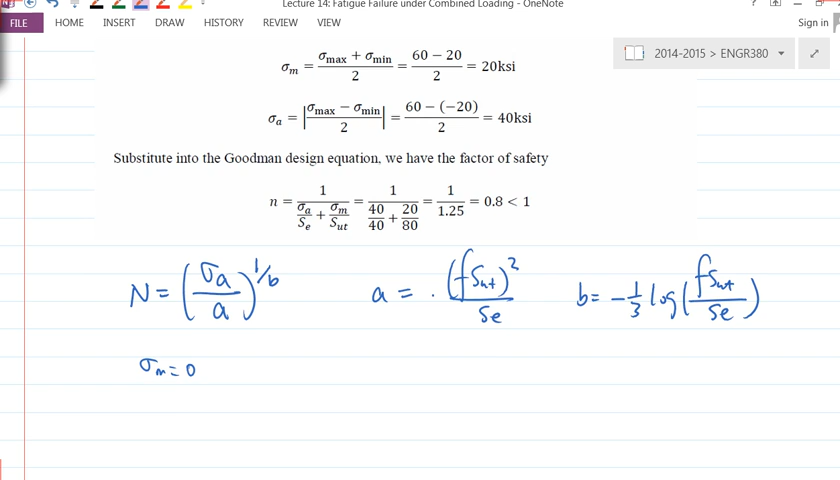 Lecture 14: Fatigue Failure under Combined Loading - OneNote
FILE HOME INSERT DRAW HISTORY REVIEW VIEW Sign in
2014-2015 > ENGR380
σm = (σmax + σmin)/2 = (60 − 20)/2 = 20ksi
σa = |(σmax − σmin)/2| = (60 − (−20))/2 = 40ksi
Substitute into the Goodman design equation, we have the factor of safety
n = 1/(σa/Se + σm/Sut) = 1/(40/40 + 20/80) = 1/1.25 = 0.8 < 1
N = (σa/a)^1/b a = . (f Sut)^2/Se b = − 1/3 log(f Sut/Se)
σm = 0